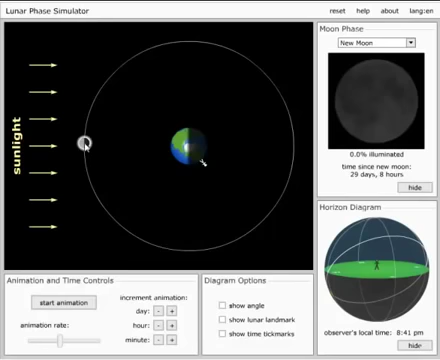 Lunar Phase Simulator
reset help about lang:en
sunlight
Moon Phase
New Moon
0.0% illuminated
time since new moon:
29 days, 8 hours
hide
Horizon Diagram
observer's local time: 8:41 pm
hide
Animation and Time Controls
start animation
animation rate:
increment animation:
day: - +
hour: - +
minute: - +
Diagram Options
show angle
show lunar landmark
show time tickmarks